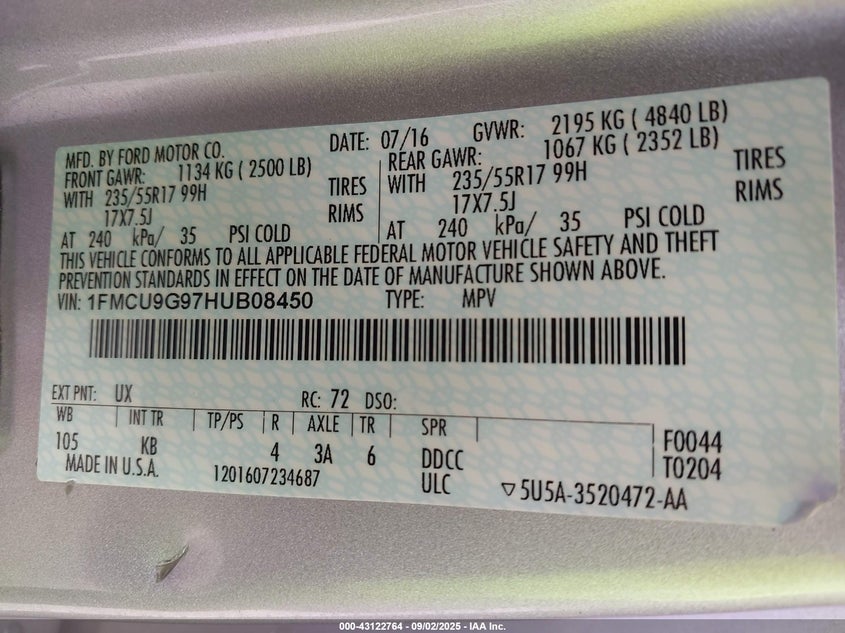 MFD. BY FORD MOTOR CO. DATE: 07/16 GVWR: 2195 KG ( 4840 LB)
FRONT GAWR: 1134 KG ( 2500 LB) REAR GAWR: 1067 KG ( 2352 LB)
WITH 235/55R17 99H TIRES WITH 235/55R17 99H TIRES
17X7.5J RIMS 17X7.5J RIMS
AT 240 kPa/ 35 PSI COLD AT 240 kPa/ 35 PSI COLD
THIS VEHICLE CONFORMS TO ALL APPLICABLE FEDERAL MOTOR VEHICLE SAFETY AND THEFT
PREVENTION STANDARDS IN EFFECT ON THE DATE OF MANUFACTURE SHOWN ABOVE.
VIN: 1FMCU9G97HUB08450 TYPE: MPV
EXT PNT: UX RC: 72 DSO:
WB INT TR TP/PS R AXLE TR SPR
105 KB 4 3A 6 DDCC F0044
MADE IN U.S.A. 1201607234687 ULC T0204
▽5U5A-3520472-AA
000-43122764 - 09/02/2025 - IAA Inc.